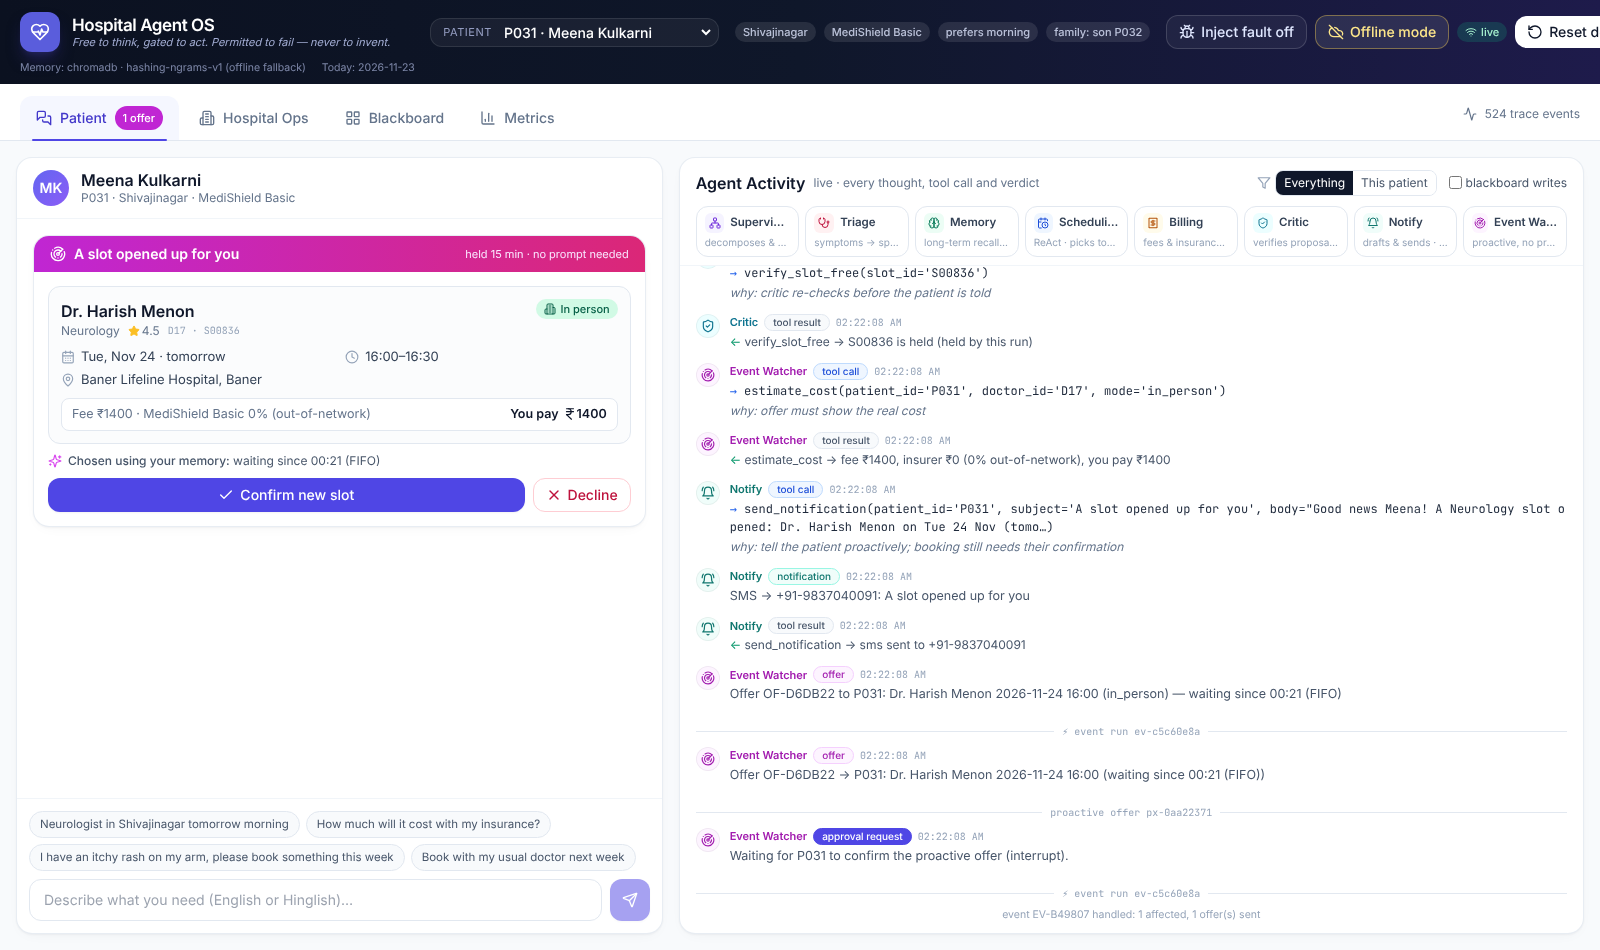 Hospital Agent OS
Free to think, gated to act. Permitted to fail — never to invent.
PATIENT P031 · Meena Kulkarni
Shivajinagar
MediShield Basic
prefers morning
family: son P032
Inject fault off
Offline mode
live
Reset d
Memory: chromadb · hashing-ngrams-v1 (offline fallback) Today: 2026-11-23
Patient 1 offer
Hospital Ops
Blackboard
Metrics
524 trace events
MK
Meena Kulkarni
P031 · Shivajinagar · MediShield Basic
A slot opened up for you
held 15 min · no prompt needed
Dr. Harish Menon
In person
Neurology 4.5 D17 · S00836
Tue, Nov 24 · tomorrow
16:00–16:30
Baner Lifeline Hospital, Baner
Fee ₹1400 · MediShield Basic 0% (out-of-network)
You pay ₹1400
Chosen using your memory: waiting since 00:21 (FIFO)
Confirm new slot
Decline
Neurologist in Shivajinagar tomorrow morning
How much will it cost with my insurance?
I have an itchy rash on my arm, please book something this week
Book with my usual doctor next week
Describe what you need (English or Hinglish)...
Agent Activity live · every thought, tool call and verdict
Everything
This patient
blackboard writes
Supervi...
decomposes & ...
Triage
symptoms → sp...
Memory
long-term recall...
Scheduli...
ReAct · picks to...
Billing
fees & insuranc...
Critic
verifies proposa...
Notify
drafts & sends · ...
Event Wa...
proactive, no pr...
→ verify_slot_free(slot_id='S00836')
why: critic re-checks before the patient is told
Critic tool result 02:22:08 AM
← verify_slot_free → S00836 is held (held by this run)
Event Watcher tool call 02:22:08 AM
→ estimate_cost(patient_id='P031', doctor_id='D17', mode='in_person')
why: offer must show the real cost
Event Watcher tool result 02:22:08 AM
← estimate_cost → fee ₹1400, insurer ₹0 (0% out-of-network), you pay ₹1400
Notify tool call 02:22:08 AM
→ send_notification(patient_id='P031', subject='A slot opened up for you', body="Good news Meena! A Neurology slot o
pened: Dr. Harish Menon on Tue 24 Nov (tomo…)
why: tell the patient proactively; booking still needs their confirmation
Notify notification 02:22:08 AM
SMS → +91-9837040091: A slot opened up for you
Notify tool result 02:22:08 AM
← send_notification → sms sent to +91-9837040091
Event Watcher offer 02:22:08 AM
Offer OF-D6DB22 to P031: Dr. Harish Menon 2026-11-24 16:00 (in_person) — waiting since 00:21 (FIFO)
⚡ event run ev-c5c60e8a
Event Watcher offer 02:22:08 AM
Offer OF-D6DB22 → P031: Dr. Harish Menon 2026-11-24 16:00 (waiting since 00:21 (FIFO))
proactive offer px-0aa22371
Event Watcher approval request 02:22:08 AM
Waiting for P031 to confirm the proactive offer (interrupt).
⚡ event run ev-c5c60e8a
event EV-B49807 handled: 1 affected, 1 offer(s) sent